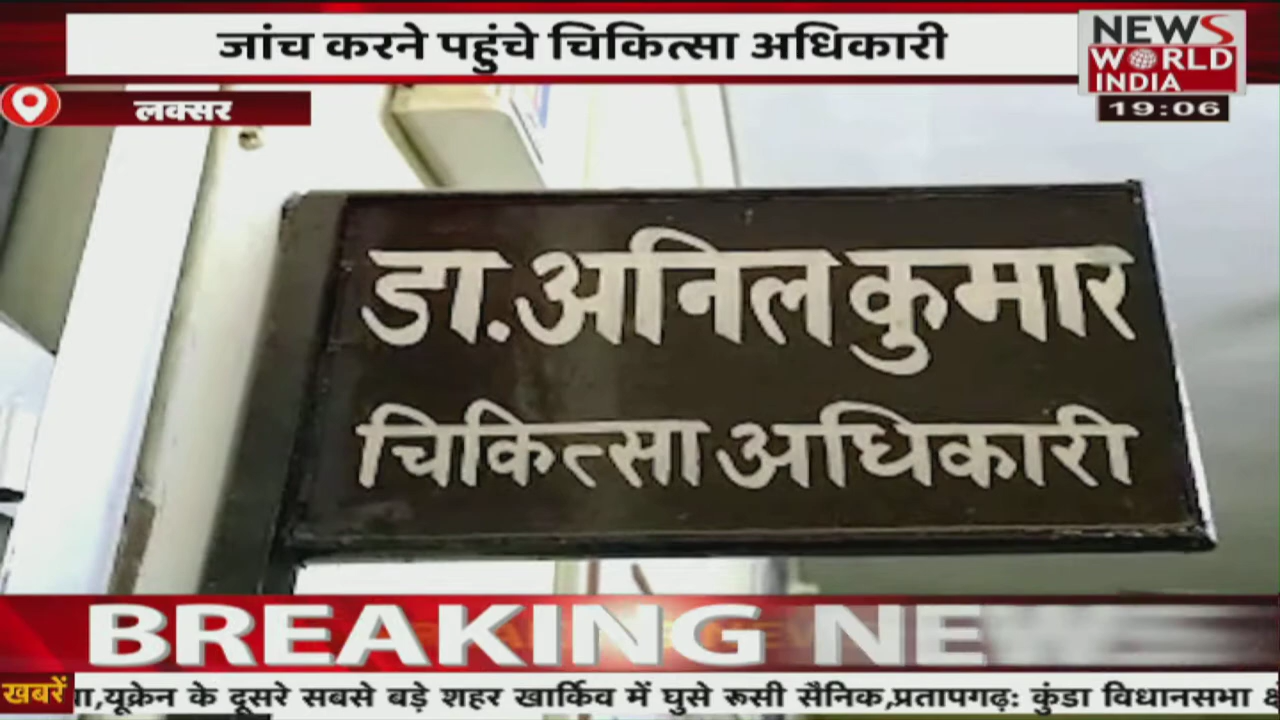 जांच करने पहुंचे चिकित्सा अधिकारी
NEWS
WORLD
INDIA
19:06
लक्सर
डा. अनिल कुमार
चिकित्सा अधिकारी
BREAKING NEWS
खबरें
,यूक्रेन के दूसरे सबसे बड़े शहर खार्किव में घुसे रूसी सैनिक,प्रतापगढ़: कुंडा विधानसभा